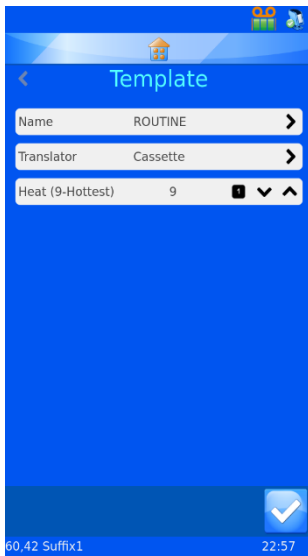 Template
Name ROUTINE
Translator Cassette
Heat (9-Hottest) 9 1
60,42 Suffix1 22:57